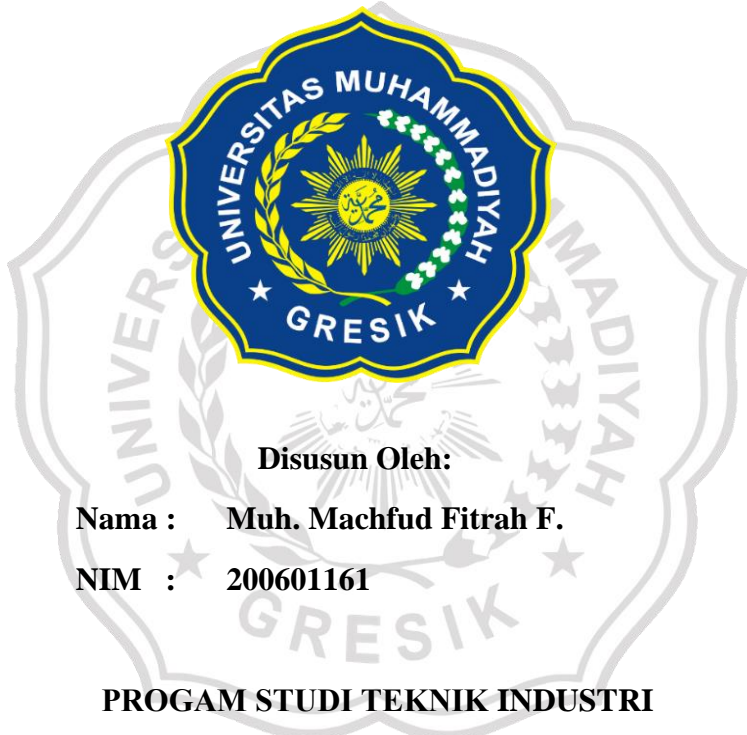 UNIVERSITAS MUHAMMADIYAH
GRESIK
Disusun Oleh:
Nama : Muh. Machfud Fitrah F.
NIM : 200601161
PROGAM STUDI TEKNIK INDUSTRI